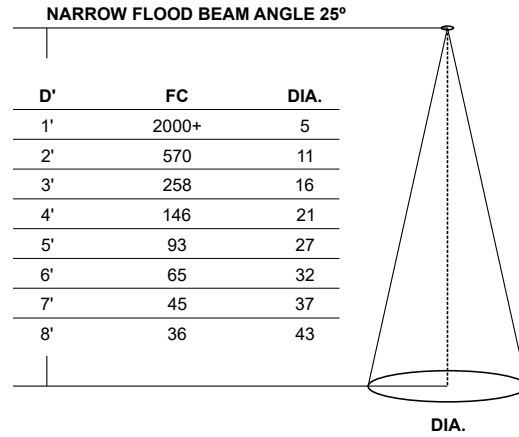 NARROW FLOOD BEAM ANGLE 25º
D' FC DIA.
1' 2000+ 5
2' 570 11
3' 258 16
4' 146 21
5' 93 27
6' 65 32
7' 45 37
8' 36 43
DIA.